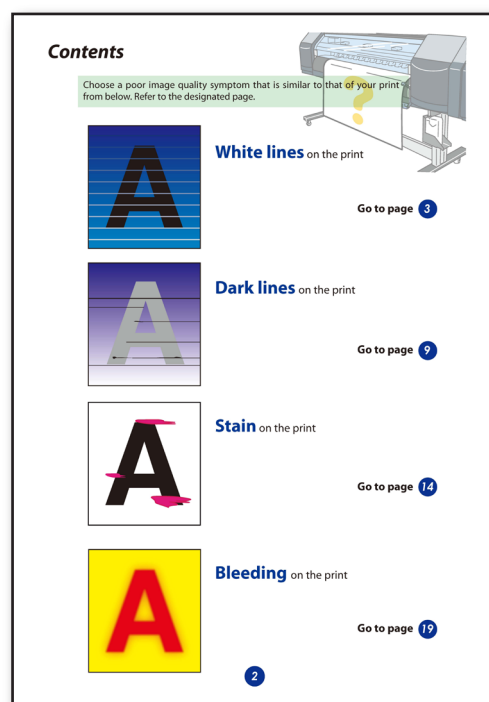 Contents
Choose a poor image quality symptom that is similar to that of your print
from below. Refer to the designated page.
?
A
White lines on the print
Go to page 3
A
Dark lines on the print
Go to page 9
A
Stain on the print
Go to page 14
A
Bleeding on the print
Go to page 19
2